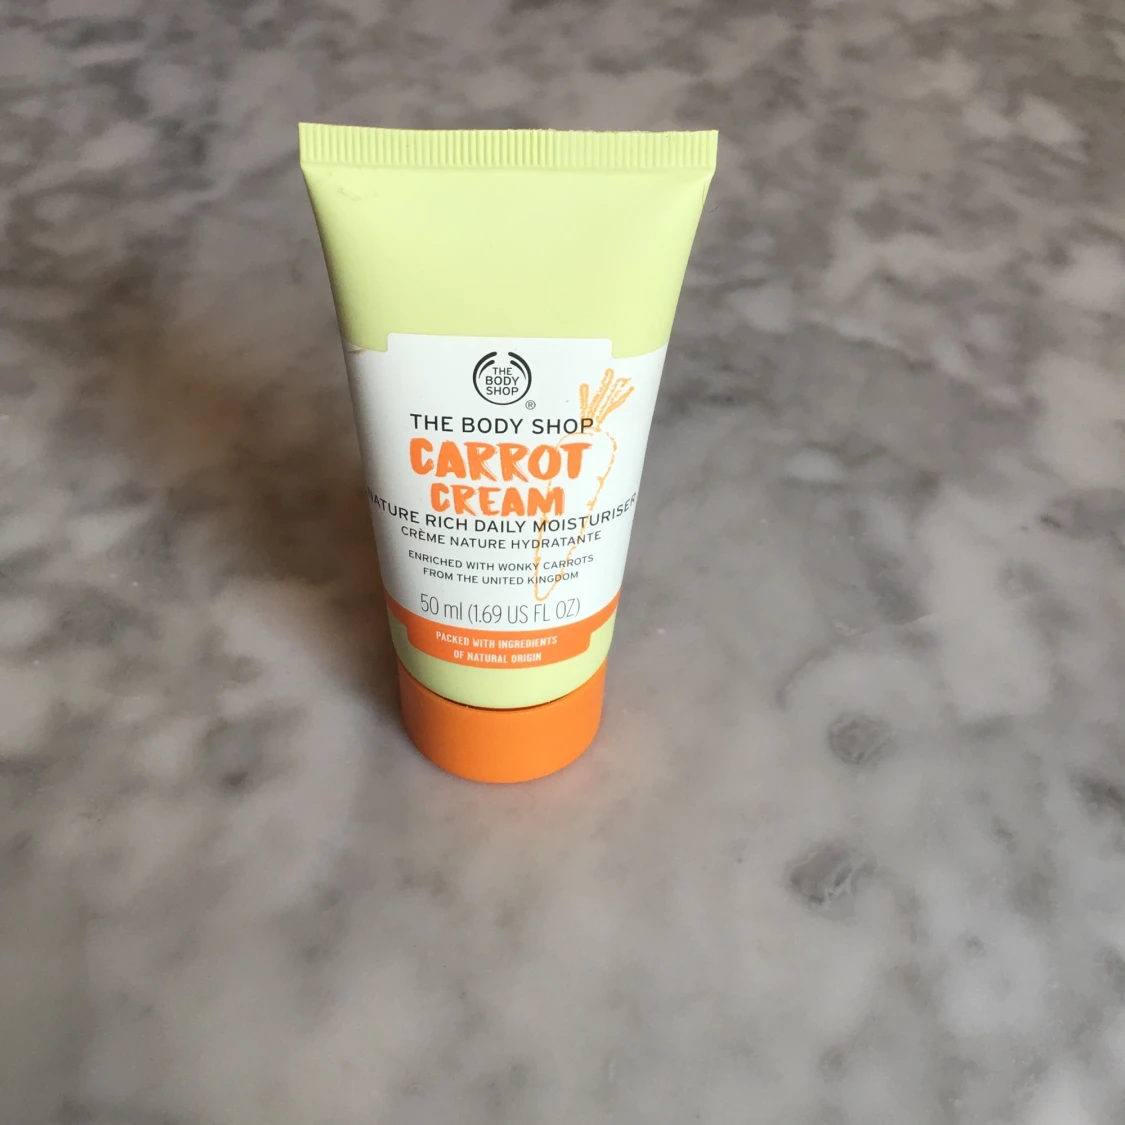 THE
BODY
SHOP
®
THE BODY SHOP
CARROT
CREAM
NATURE RICH DAILY MOISTURISER
CRÈME NATURE HYDRATANTE
ENRICHED WITH WONKY CARROTS
FROM THE UNITED KINGDOM
50 ml (1.69 US FL OZ)
PACKED WITH INGREDIENTS
OF NATURAL ORIGIN